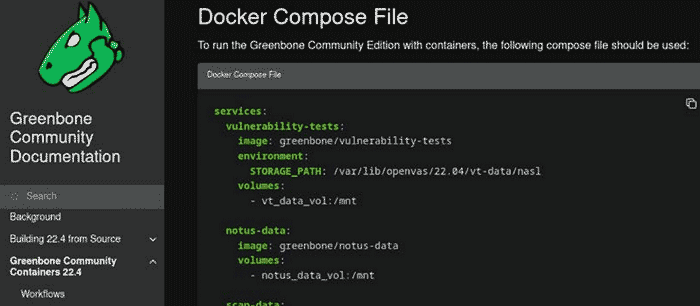 Docker Compose File
To run the Greenbone Community Edition with containers, the following compose file should be used:
Docker Compose File
services:
vulnerability-tests:
image: greenbone/vulnerability-tests
environment:
STORAGE_PATH: /var/lib/openvas/22.04/vt-data/nasl
volumes:
- vt_data_vol:/mnt
notus-data:
image: greenbone/notus-data
volumes:
- notus_data_vol:/mnt
scan-data:
Greenbone
Community
Documentation
Search
Background
Building 22.4 from Source
Greenbone Community
Containers 22.4
Workflows